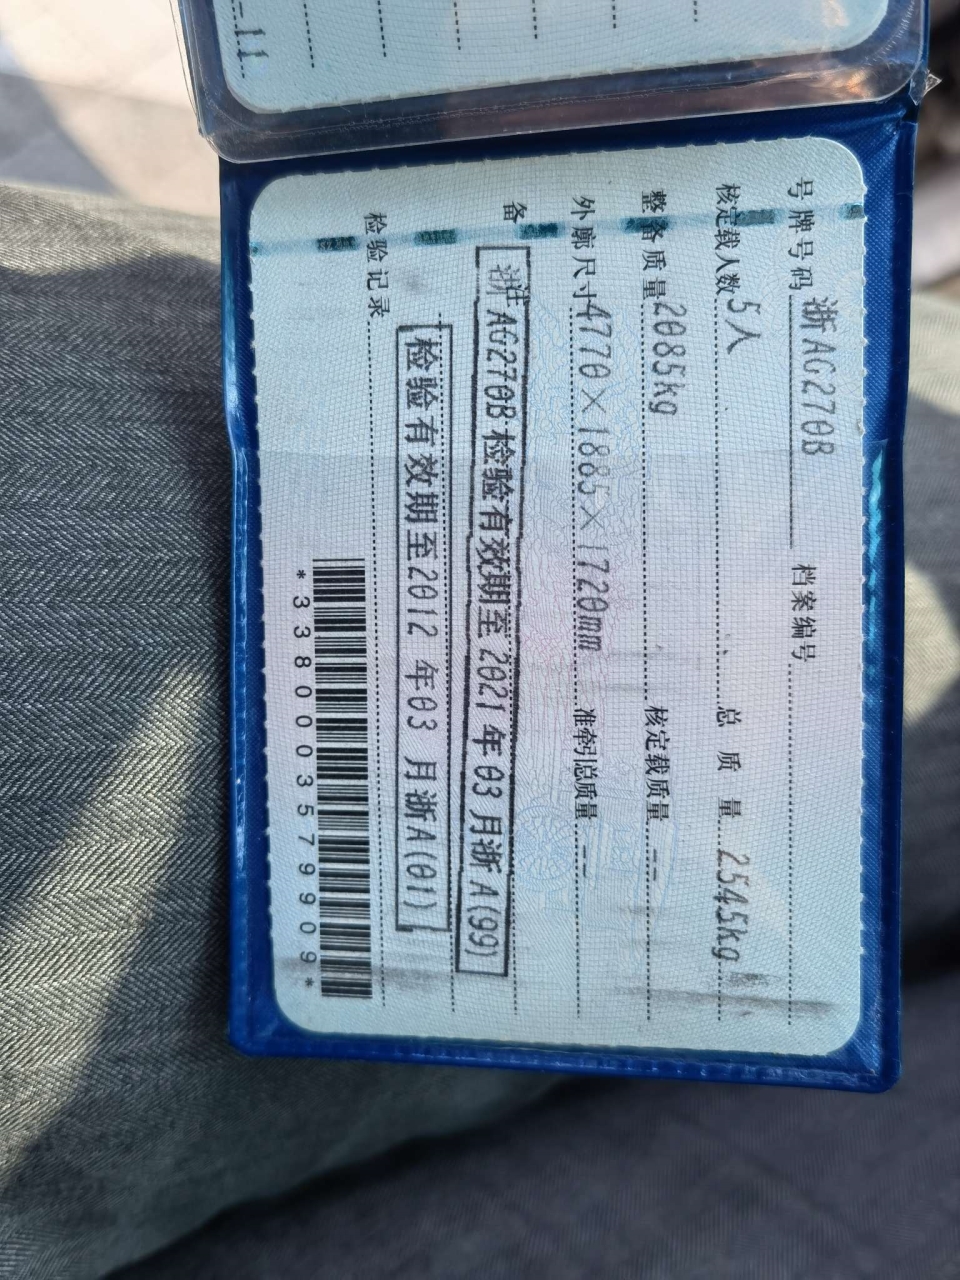 -11
号牌号码 浙AG270B 档案编号
核定载人数 5人 总质量 2545kg
整备质量 2085kg 核定载质量 --
外廓尺寸 4770×1885×1720mm 准牵引总质量 --
备注
浙AG270B检验有效期至2021年03月浙A(99)
检验有效期至2012年03月浙A(01)
检验记录
*3380003579909*